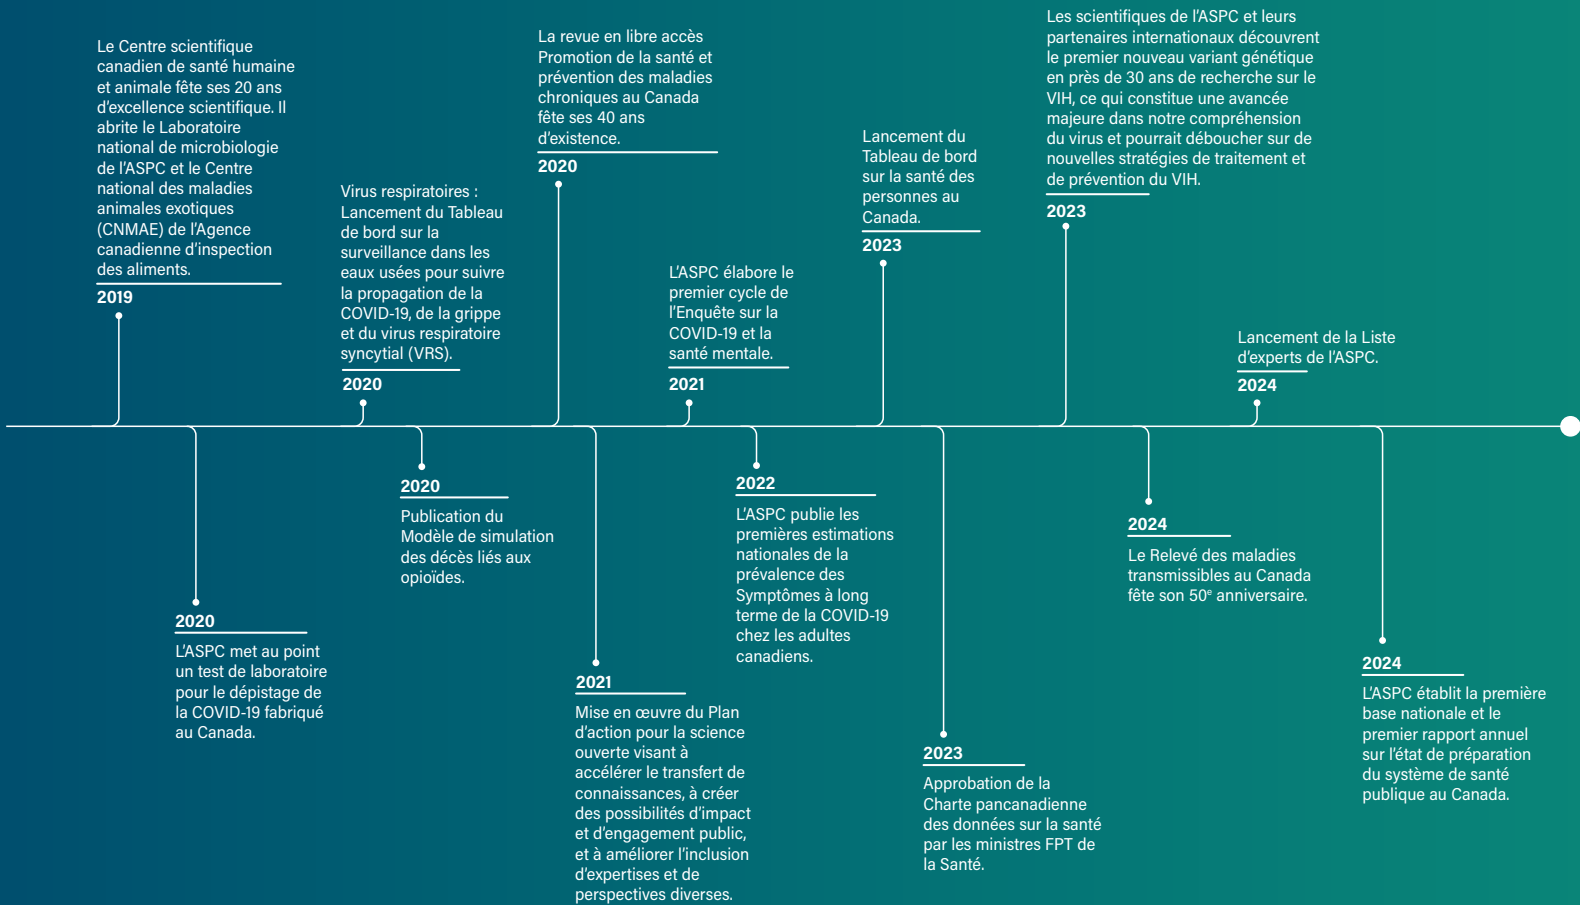 Le Centre scientifique
canadien de santé humaine
et animale fête ses 20 ans
d’excellence scientifique. Il
abrite le Laboratoire
national de microbiologie
de l’ASPC et le Centre
national des maladies
animales exotiques
(CNMAE) de l’Agence
canadienne d’inspection
des aliments.
2019
2020
L’ASPC met au point
un test de laboratoire
pour le dépistage de
la COVID-19 fabriqué
au Canada.
Virus respiratoires :
Lancement du Tableau
de bord sur la
surveillance dans les
eaux usées pour suivre
la propagation de la
COVID-19, de la grippe
et du virus respiratoire
syncytial (VRS).
2020
2020
Publication du
Modèle de simulation
des décès liés aux
opioïdes.
La revue en libre accès
Promotion de la santé et
prévention des maladies
chroniques au Canada
fête ses 40 ans
d’existence.
2020
2021
Mise en œuvre du Plan
d’action pour la science
ouverte visant à
accélérer le transfert de
connaissances, à créer
des possibilités d’impact
et d’engagement public,
et à améliorer l’inclusion
d’expertises et de
perspectives diverses.
L’ASPC élabore le
premier cycle de
l’Enquête sur la
COVID-19 et la
santé mentale.
2021
2022
L’ASPC publie les
premières estimations
nationales de la
prévalence des
Symptômes à long
terme de la COVID-19
chez les adultes
canadiens.
Lancement du
Tableau de bord
sur la santé des
personnes au
Canada.
2023
2023
Approbation de la
Charte pancanadienne
des données sur la santé
par les ministres FPT de
la Santé.
Les scientifiques de l’ASPC et leurs
partenaires internationaux découvrent
le premier nouveau variant génétique
en près de 30 ans de recherche sur le
VIH, ce qui constitue une avancée
majeure dans notre compréhension
du virus et pourrait déboucher sur de
nouvelles stratégies de traitement et
de prévention du VIH.
2023
2024
Le Relevé des maladies
transmissibles au Canada
fête son 50e anniversaire.
Lancement de la Liste
d’experts de l’ASPC.
2024
2024
L’ASPC établit la première
base nationale et le
premier rapport annuel
sur l’état de préparation
du système de santé
publique au Canada.